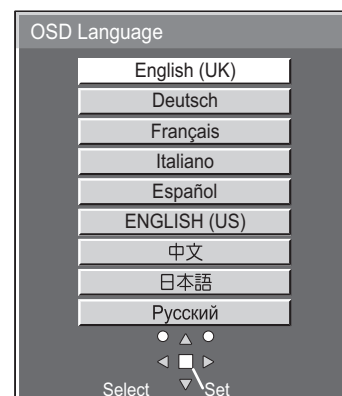 OSD Language
English (UK)
Deutsch
Français
Italiano
Español
ENGLISH (US)
中文
日本語
Русский
Select Set